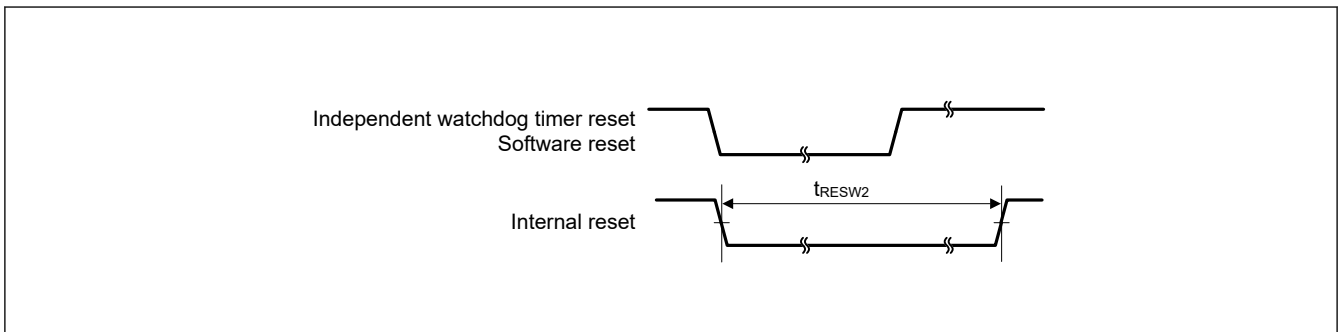 Independent watchdog timer reset
Software reset
tRESW2
Internal reset